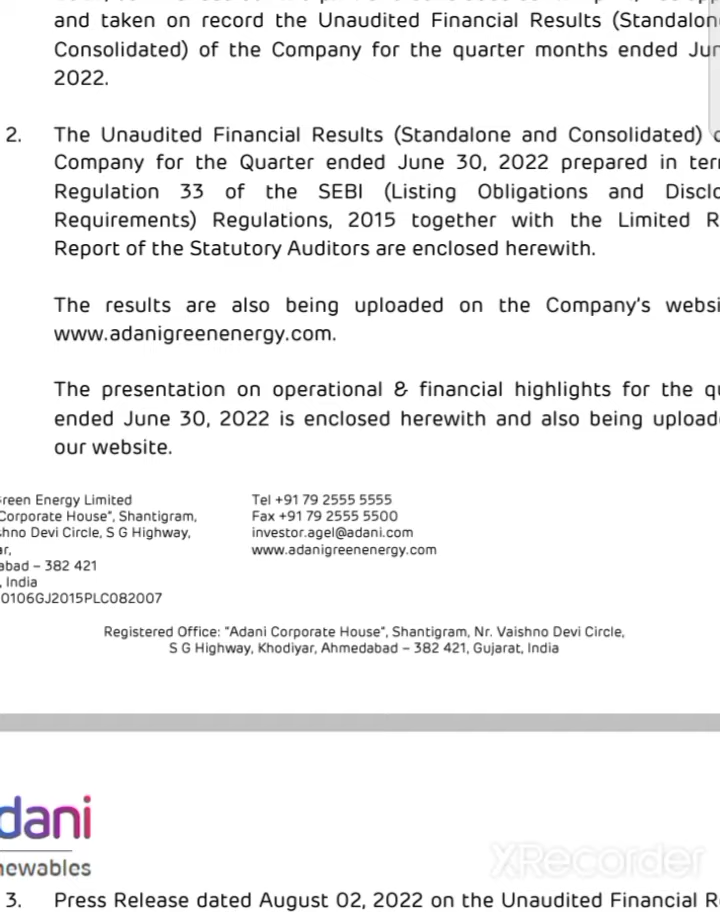 and taken on record the Unaudited Financial Results (Standalone
Consolidated) of the Company for the quarter months ended Jun
2022.
2. The Unaudited Financial Results (Standalone and Consolidated) o
Company for the Quarter ended June 30, 2022 prepared in ter
Regulation 33 of the SEBI (Listing Obligations and Disclo
Requirements) Regulations, 2015 together with the Limited R
Report of the Statutory Auditors are enclosed herewith.
The results are also being uploaded on the Company's websi
www.adanigreenenergy.com.
The presentation on operational & financial highlights for the qu
ended June 30, 2022 is enclosed herewith and also being upload
our website.
Green Energy Limited
Corporate House", Shantigram,
shno Devi Circle, S G Highway,
ar,
abad – 382 421
, India
0106GJ2015PLC082007
Tel +91 79 2555 5555
Fax +91 79 2555 5500
investor.agel@adani.com
www.adanigreenenergy.com
Registered Office: "Adani Corporate House", Shantigram, Nr. Vaishno Devi Circle,
S G Highway, Khodiyar, Ahmedabad – 382 421, Gujarat, India
dani
newables
XRecorder
3. Press Release dated August 02, 2022 on the Unaudited Financial R